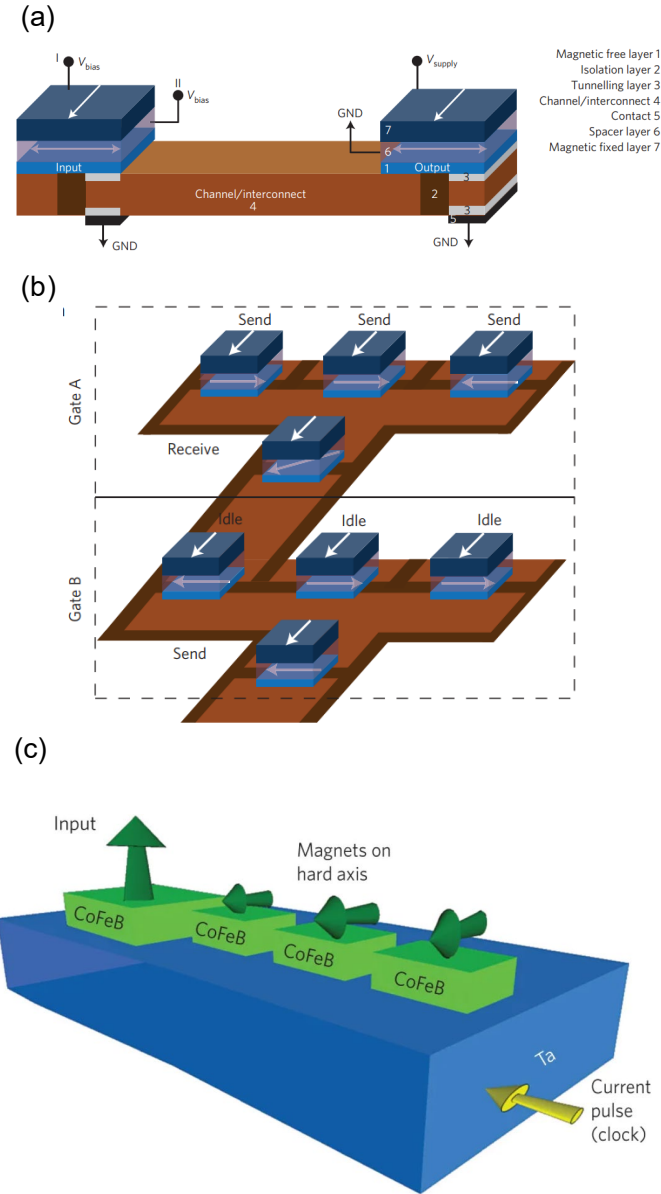 (a)
I
V bias
II
V bias
V supply
GND
7
6
1
Input
Output
3
Channel/interconnect
4
2
3
5
GND
GND
Magnetic free layer 1
Isolation layer 2
Tunnelling layer 3
Channel/interconnect 4
Contact 5
Spacer layer 6
Magnetic fixed layer 7
(b)
Send
Send
Send
Gate A
Receive
Idle
Idle
Idle
Gate B
Send
(c)
Input
Magnets on
hard axis
CoFeB
CoFeB
CoFeB
CoFeB
Ta
Current
pulse
(clock)